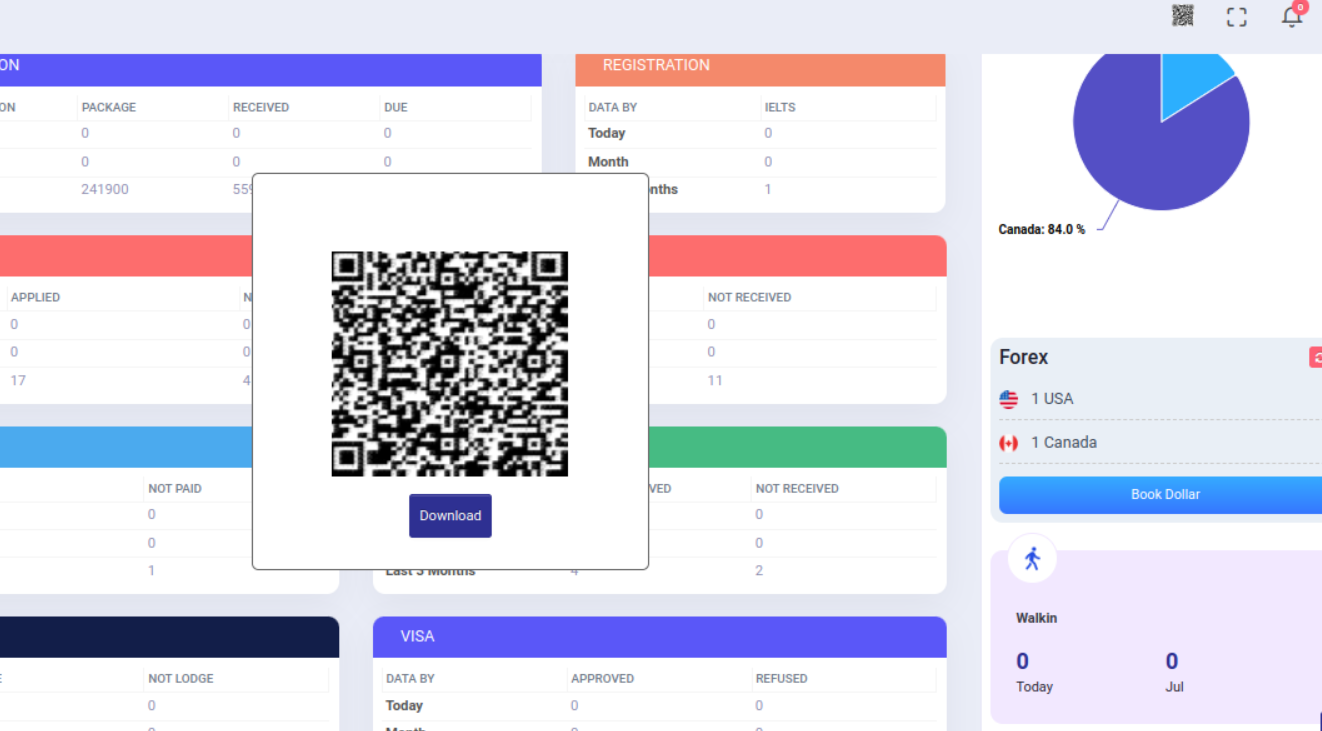 0
ON
REGISTRATION
ON PACKAGE RECEIVED DUE
0 0 0
0 0 0
241900 559
DATA BY IELTS
Today 0
Month 0
nths 1
Canada: 84.0 %
APPLIED N
0 0
0 0
17 4
NOT RECEIVED
0
0
11
Download
Forex
1 USA
1 Canada
Book Dollar
NOT PAID
0
0
1
VED NOT RECEIVED
0
0
Last 3 Months 4 2
Walkin
0 0
Today Jul
NOT LODGE
0
0
VISA
DATA BY APPROVED REFUSED
Today 0 0
Month 0 0